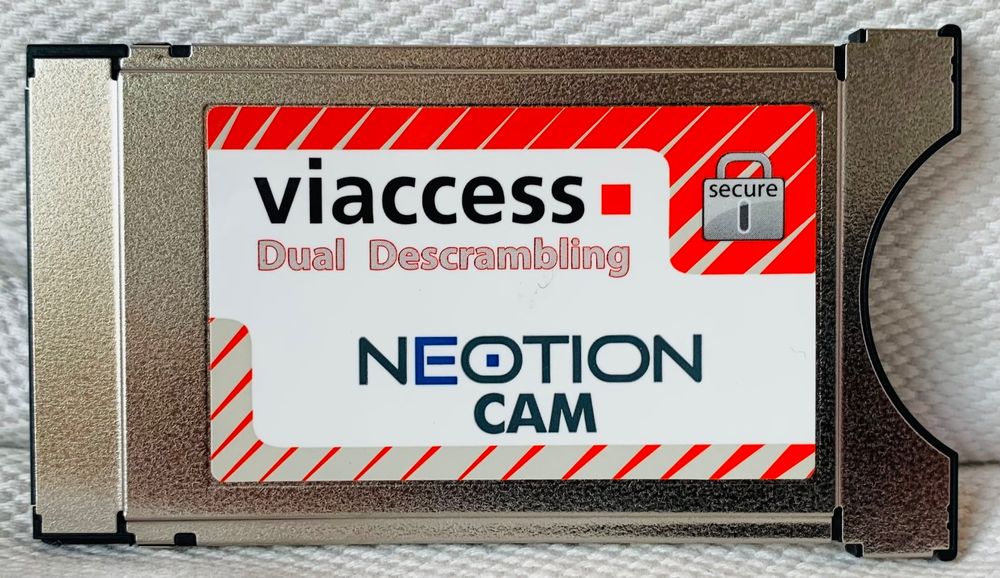 viaccess
secure
Dual Descrambling
NEOTION
CAM